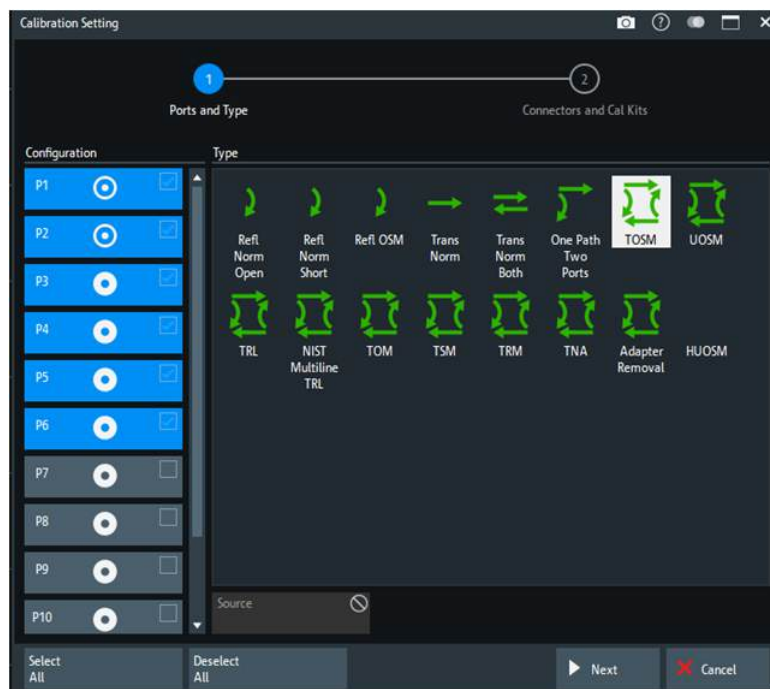 Calibration Setting
1
2
Ports and Type
Connectors and Cal Kits
Configuration
Type
P1
P2
P3
P4
P5
P6
P7
P8
P9
P10
Refl
Norm
Open
Refl
Norm
Short
Refl OSM
Trans
Norm
Trans
Norm
Both
One Path
Two
Ports
TOSM
UOSM
TRL
NIST
Multiline
TRL
TOM
TSM
TRM
TNA
Adapter
Removal
HUOSM
Source
Select
All
Deselect
All
Next
Cancel